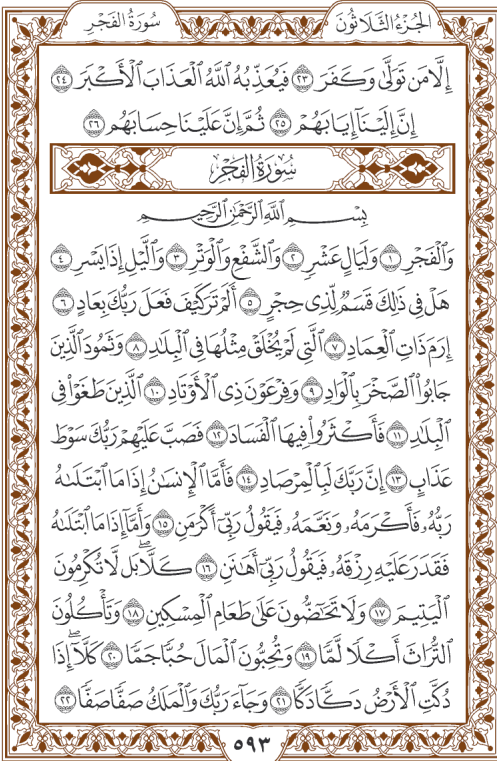 الجُزْءُ الثَّلَاثُونَ سُورَةُ الفَجْرِ
إِلَّا مَن تَوَلَّىٰ وَكَفَرَ ٢٣ فَيُعَذِّبُهُ اللَّهُ الْعَذَابَ الْأَكْبَرَ ٢٤
إِنَّ إِلَيْنَا إِيَابَهُمْ ٢٥ ثُمَّ إِنَّ عَلَيْنَا حِسَابَهُم ٢٦
سُورَةُ الفَجْرِ
بِسْمِ اللَّهِ الرَّحْمَٰنِ الرَّحِيمِ
وَالْفَجْرِ ١ وَلَيَالٍ عَشْرٍ ٢ وَالشَّفْعِ وَالْوَتْرِ ٣ وَاللَّيْلِ إِذَا يَسْرِ ٤
هَلْ فِي ذَٰلِكَ قَسَمٌ لِّذِي حِجْرٍ ٥ أَلَمْ تَرَ كَيْفَ فَعَلَ رَبُّكَ بِعَادٍ ٦
إِرَمَ ذَاتِ الْعِمَادِ ٧ الَّتِي لَمْ يُخْلَقْ مِثْلُهَا فِي الْبِلَادِ ٨ وَثَمُودَ الَّذِينَ
جَابُوا الصَّخْرَ بِالْوَادِ ٩ وَفِرْعَوْنَ ذِي الْأَوْتَادِ ١٠ الَّذِينَ طَغَوْا فِي
الْبِلَادِ ١١ فَأَكْثَرُوا فِيهَا الْفَسَادَ ١٢ فَصَبَّ عَلَيْهِمْ رَبُّكَ سَوْطَ
عَذَابٍ ١٣ إِنَّ رَبَّكَ لَبِالْمِرْصَادِ ١٤ فَأَمَّا الْإِنسَانُ إِذَا مَا ابْتَلَاهُ
رَبُّهُ فَأَكْرَمَهُ وَنَعَّمَهُ فَيَقُولُ رَبِّي أَكْرَمَنِ ١٥ وَأَمَّا إِذَا مَا ابْتَلَاهُ
فَقَدَرَ عَلَيْهِ رِزْقَهُ فَيَقُولُ رَبِّي أَهَانَنِ ١٦ كَلَّا ۖ بَل لَّا تُكْرِمُونَ
الْيَتِيمَ ١٧ وَلَا تَحَاضُّونَ عَلَىٰ طَعَامِ الْمِسْكِينِ ١٨ وَتَأْكُلُونَ
التُّرَاثَ أَكْلًا لَّمًّا ١٩ وَتُحِبُّونَ الْمَالَ حُبًّا جَمًّا ٢٠ كَلَّا ۖ إِذَا
دُكَّتِ الْأَرْضُ دَكًّا دَكًّا ٢١ وَجَاءَ رَبُّكَ وَالْمَلَكُ صَفًّا صَفًّا ٢٢
٥٩٣